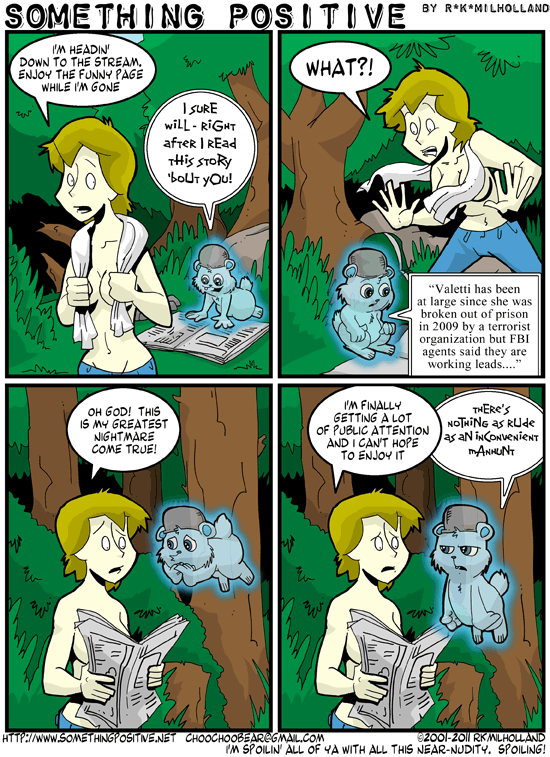 SOMETHING POSITIVE BY R*K*MILHOLLAND
I'M HEADIN'
DOWN TO THE STREAM.
ENJOY THE FUNNY PAGE
WHILE I'M GONE
I SURE
WILL - RIGHT
AFTER I READ
THIS STORY
'BOUT YOU!
WHAT?!
"Valetti has been
at large since she was
broken out of prison
in 2009 by a terrorist
organization but FBI
agents said they are
working leads...."
OH GOD! THIS
IS MY GREATEST
NIGHTMARE
COME TRUE!
I'M FINALLY
GETTING A LOT
OF PUBLIC ATTENTION
AND I CAN'T HOPE
TO ENJOY IT
THERE'S
NOTHING AS RUDE
AS AN INCONVENIENT
MANHUNT
HTTP://WWW.SOMETHINGPOSITIVE.NET CHOOCHOOBEAR@GMAIL.COM ©2001-2011 RKMILHOLLAND
I'M SPOILIN' ALL OF YA WITH ALL THIS NEAR-NUDITY. SPOILING!